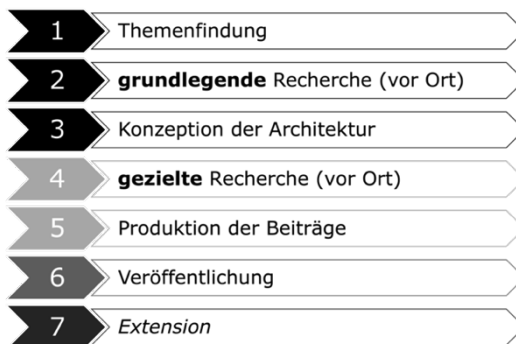 1 Themenfindung
2 grundlegende Recherche (vor Ort)
3 Konzeption der Architektur
4 gezielte Recherche (vor Ort)
5 Produktion der Beiträge
6 Veröffentlichung
7 Extension